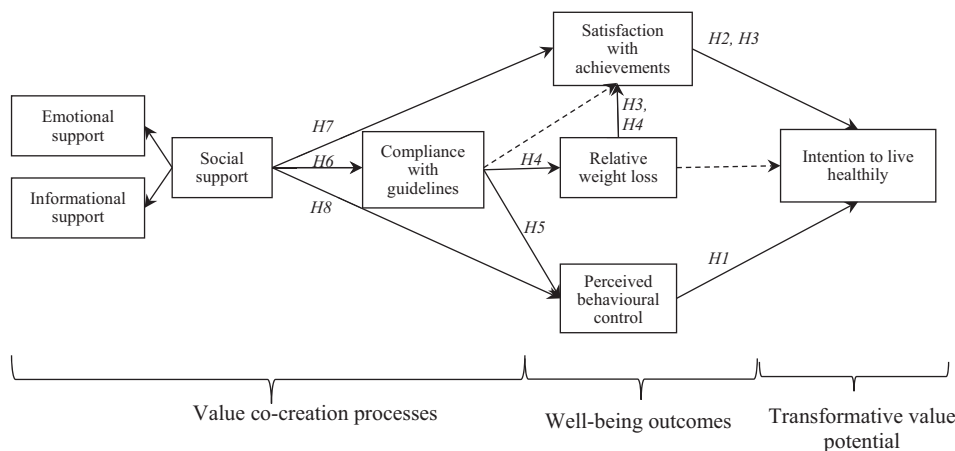 Satisfaction
with
achievements
H2, H3
Emotional
support
H7
H3,
H4
Social
support
H6
Compliance
with
guidelines
H4
Relative
weight loss
Intention to live
healthily
Informational
support
H8
H5
H1
Perceived
behavioural
control
Value co-creation processes
Well-being outcomes
Transformative value
potential